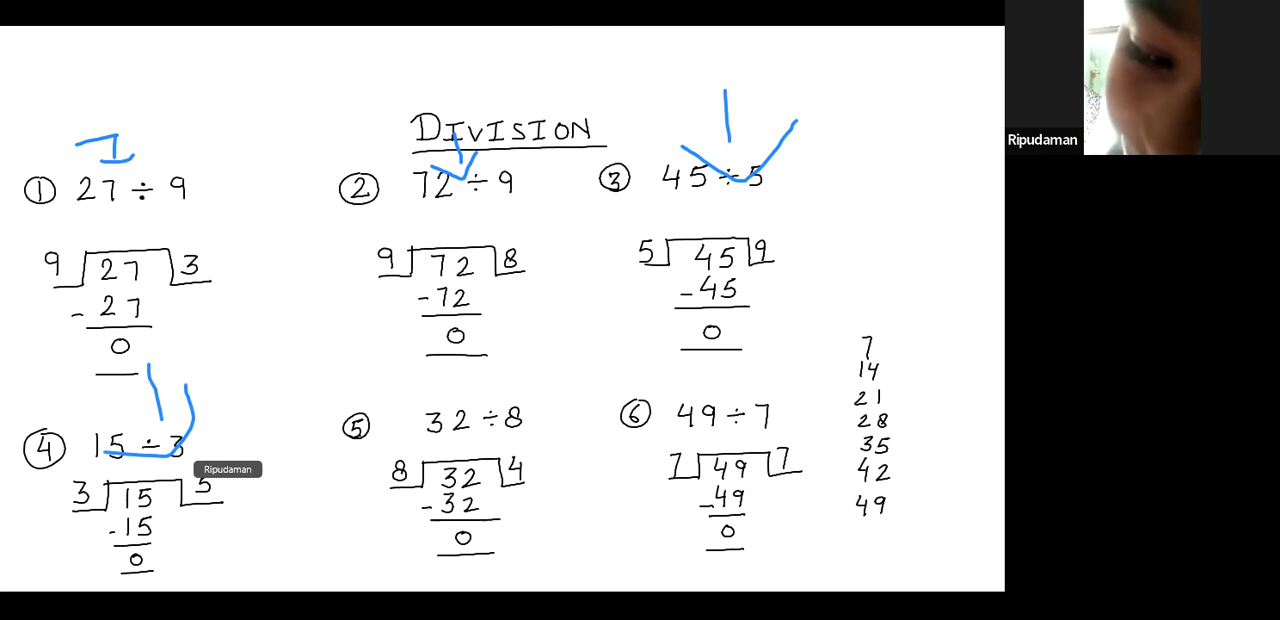 DIVISION
① 27 ÷ 9
9 27 3
- 27
0
② 72 ÷ 9
9 72 8
- 72
0
③ 45 ÷ 5
5 45 9
- 45
0
④ 15 ÷ 3
3 15 5
- 15
0
⑤ 32 ÷ 8
8 32 4
- 32
0
⑥ 49 ÷ 7
7 49 7
- 49
0
7
14
21
28
35
42
49
Ripudaman
Ripudaman